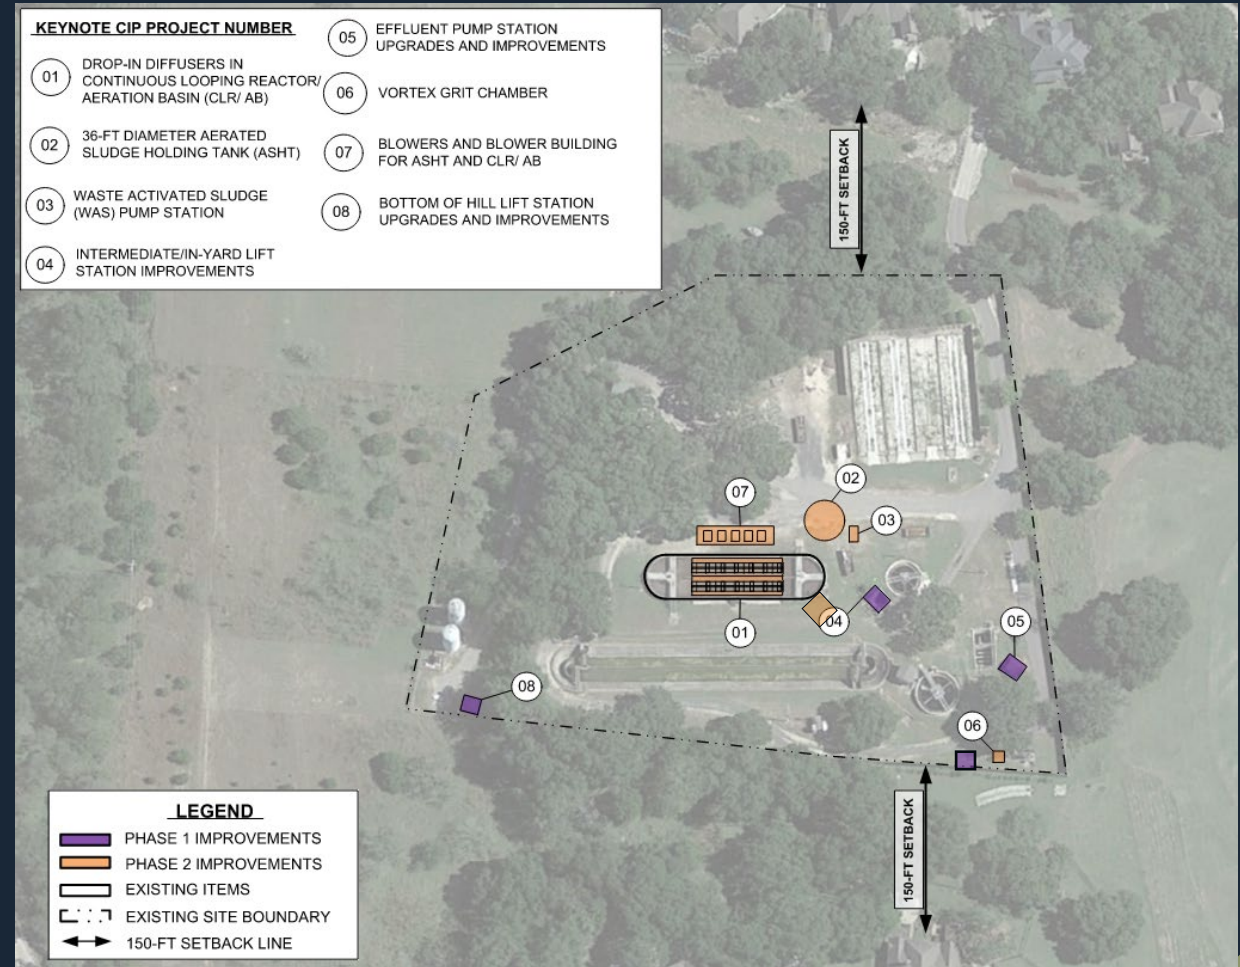 KEYNOTE CIP PROJECT NUMBER
01
DROP-IN DIFFUSERS IN
CONTINUOUS LOOPING REACTOR/
AERATION BASIN (CLR/ AB)
02
36-FT DIAMETER AERATED
SLUDGE HOLDING TANK (ASHT)
03
WASTE ACTIVATED SLUDGE
(WAS) PUMP STATION
04
INTERMEDIATE/IN-YARD LIFT
STATION IMPROVEMENTS
05
EFFLUENT PUMP STATION
UPGRADES AND IMPROVEMENTS
06
VORTEX GRIT CHAMBER
07
BLOWERS AND BLOWER BUILDING
FOR ASHT AND CLR/ AB
08
BOTTOM OF HILL LIFT STATION
UPGRADES AND IMPROVEMENTS
150-FT SETBACK
02
07
03
01
04
05
08
06
150-FT SETBACK
LEGEND
PHASE 1 IMPROVEMENTS
PHASE 2 IMPROVEMENTS
EXISTING ITEMS
EXISTING SITE BOUNDARY
150-FT SETBACK LINE